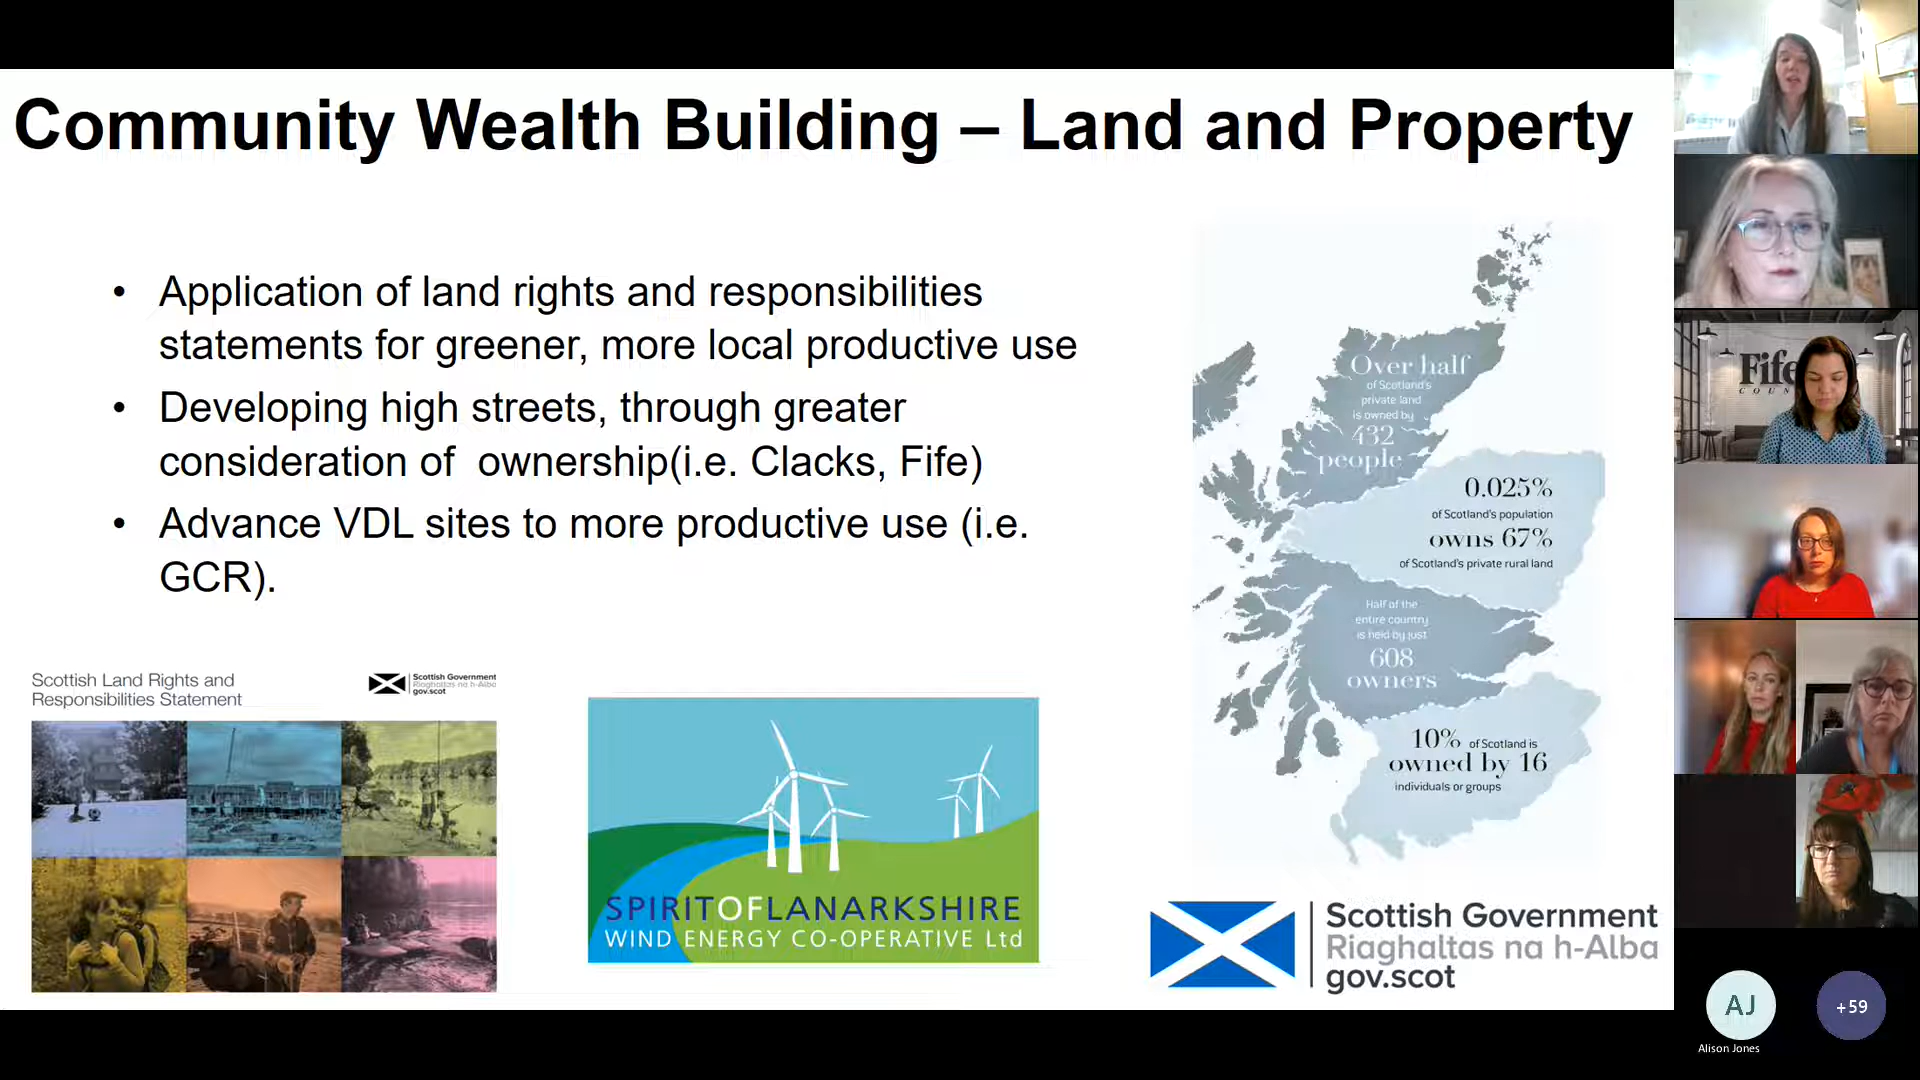 Community Wealth Building – Land and Property
• Application of land rights and responsibilities
statements for greener, more local productive use
• Developing high streets, through greater
consideration of ownership(i.e. Clacks, Fife)
• Advance VDL sites to more productive use (i.e.
GCR).
Over half
of Scotland's
private land
is owned by
432
people
0.025%
of Scotland's population
owns 67%
of Scotland's private rural land
Half of the
entire country
is held by just
608
owners
10% of Scotland is
owned by 16
individuals or groups
Scottish Land Rights and
Responsibilities Statement
Scottish Government
Riaghaltas na h-Alba
gov.scot
SPIRITOFLANARKSHIRE
WIND ENERGY CO-OPERATIVE Ltd
Scottish Government
Riaghaltas na h-Alba
gov.scot
Fife
COUN
AJ
+59
Alison Jones